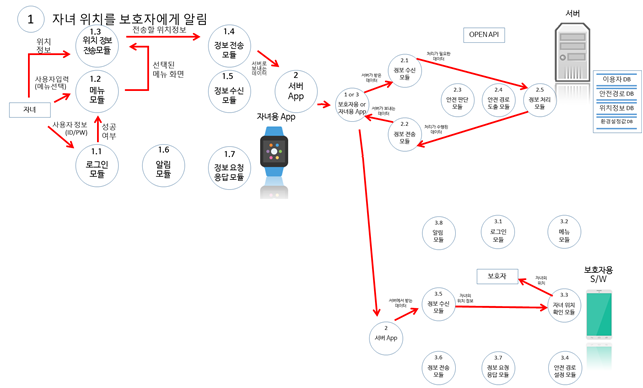 1 자녀 위치를 보호자에게 알림
위치
정보
1.3
위치 정보
전송모듈
전송할 위치정보
1.4
정보 전송
모듈
서버로
보내는
데이터
사용자입력
(메뉴선택)
1.2
메뉴
모듈
선택된
메뉴 화면
1.5
정보 수신
모듈
2
서버
App
자녀
사용자 정보
(ID/PW)
성공
여부
1.1
로그인
모듈
1.6
알림
모듈
1.7
정보 요청
응답 모듈
자녀용 App
OPEN API
서버
1 or 3
보호자용 or
자녀용 App
서버가 받은
데이터
2.1
정보 수신
모듈
처리가 필요한
데이터
2.3
안전 판단
모듈
2.4
안전 경로
도출 모듈
2.5
정보 처리
모듈
서버가 보내는
데이터
2.2
정보 전송
모듈
처리가 수행된
데이터
이용자 DB
안전경로 DB
위치정보 DB
환경설정값 DB
3.8
알림
모듈
3.1
로그인
모듈
3.2
메뉴
모듈
보호자
자녀의
위치
보호자용
S/W
2
서버 App
서버에서 받는
데이터
3.5
정보 수신
모듈
자녀의
위치 정보
3.3
자녀 위치
확인 모듈
3.6
정보 전송
모듈
3.7
정보 요청
응답 모듈
3.4
안전 경로
설정 모듈